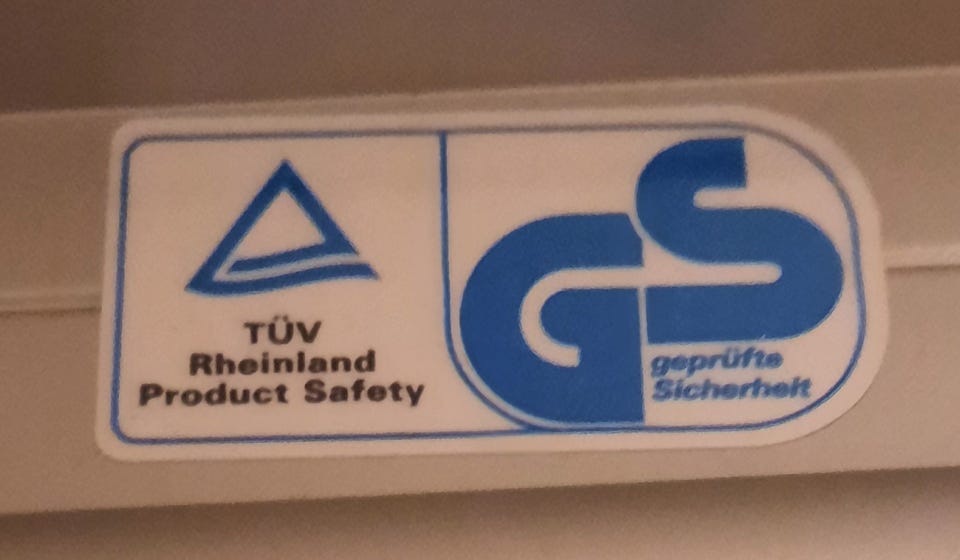 TÜV
Rheinland
Product Safety
GS
geprüfte
Sicherheit